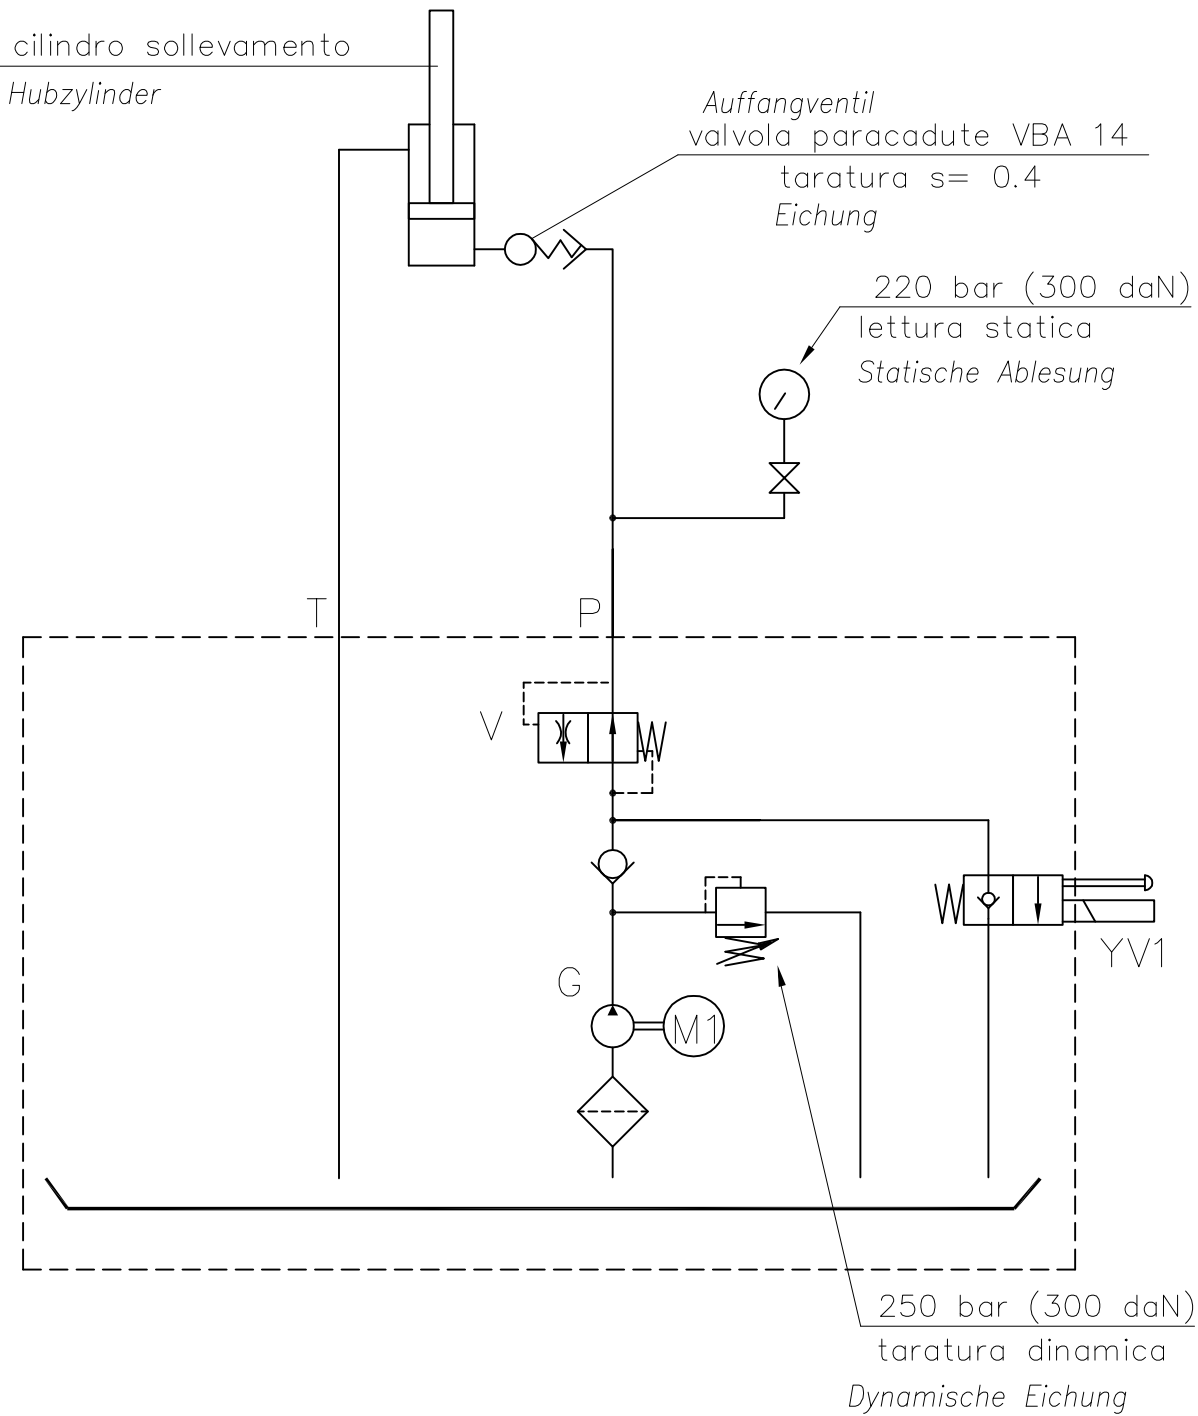 cilindro sollevamento
Hubzylinder
Auffangventil
valvola paracadute VBA 14
taratura s= 0.4
Eichung
220 bar (300 daN)
lettura statica
Statische Ablesung
T
P
V
YV1
G
M1
250 bar (300 daN)
taratura dinamica
Dynamische Eichung